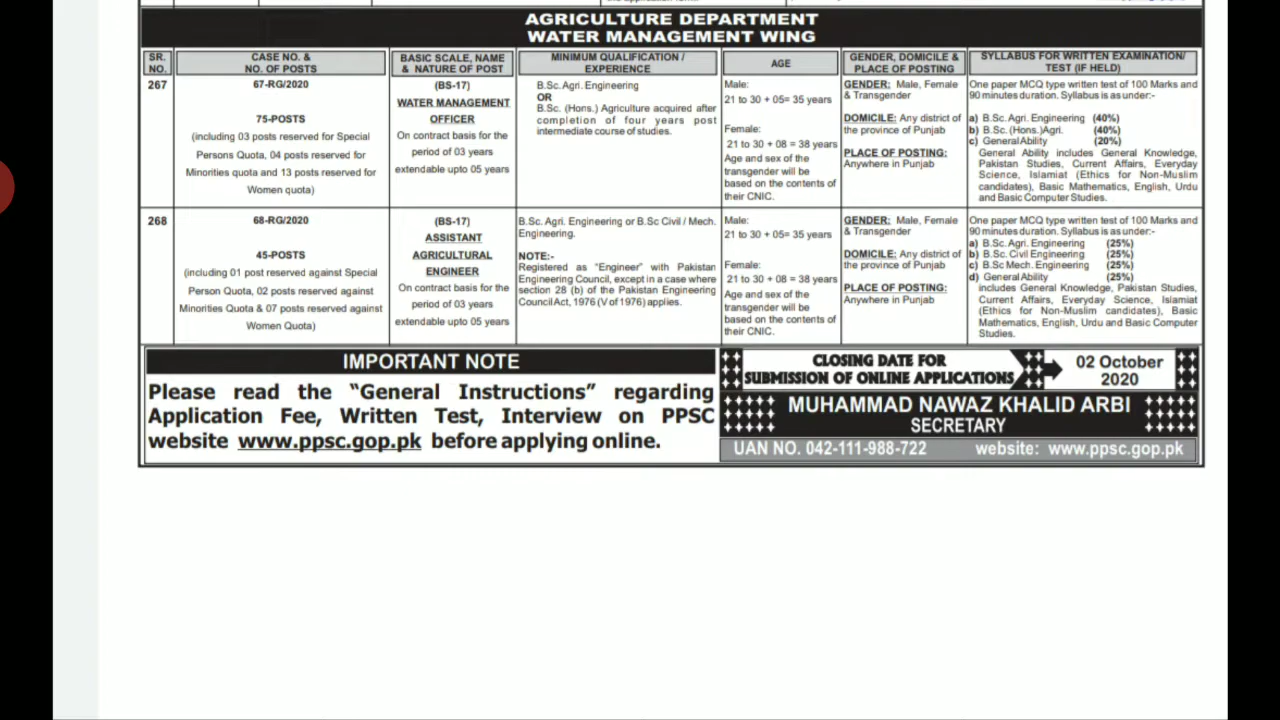 AGRICULTURE DEPARTMENT
WATER MANAGEMENT WING
SR. NO.
CASE NO. & NO. OF POSTS
BASIC SCALE, NAME & NATURE OF POST
MINIMUM QUALIFICATION / EXPERIENCE
AGE
GENDER, DOMICILE & PLACE OF POSTING
SYLLABUS FOR WRITTEN EXAMINATION/ TEST (IF HELD)
267
67-RG/2020
75-POSTS
(including 03 posts reserved for Special
Persons Quota, 04 posts reserved for
Minorities quota and 13 posts reserved for
Women quota)
(BS-17)
WATER MANAGEMENT
OFFICER
On contract basis for the
period of 03 years
extendable upto 05 years
B.Sc. Agri. Engineering
OR
B.Sc. (Hons.) Agriculture acquired after
completion of four years post
intermediate course of studies.
Male:
21 to 30 + 05= 35 years
Female:
21 to 30 + 08 = 38 years
Age and sex of the
transgender will be
based on the contents of
their CNIC.
GENDER: Male, Female
& Transgender
DOMICILE: Any district of
the province of Punjab
PLACE OF POSTING:
Anywhere in Punjab
One paper MCQ type written test of 100 Marks and
90 minutes duration. Syllabus is as under:-
a) B.Sc. Agri. Engineering (40%)
b) B.Sc. (Hons.)Agri. (40%)
c) General Ability (20%)
General Ability includes General Knowledge,
Pakistan Studies, Current Affairs, Everyday
Science, Islamiat (Ethics for Non-Muslim
candidates), Basic Mathematics, English, Urdu
and Basic Computer Studies.
268
68-RG/2020
45-POSTS
(including 01 post reserved against Special
Person Quota, 02 posts reserved against
Minorities Quota & 07 posts reserved against
Women Quota)
(BS-17)
ASSISTANT
AGRICULTURAL
ENGINEER
On contract basis for the
period of 03 years
extendable upto 05 years
B.Sc. Agri. Engineering or B.Sc Civil / Mech.
Engineering.
NOTE:-
Registered as “Engineer” with Pakistan
Engineering Council, except in a case where
section 28 (b) of the Pakistan Engineering
Council Act, 1976 (V of 1976) applies.
Male:
21 to 30 + 05= 35 years
Female:
21 to 30 + 08 = 38 years
Age and sex of the
transgender will be
based on the contents of
their CNIC.
GENDER: Male, Female
& Transgender
DOMICILE: Any district of
the province of Punjab
PLACE OF POSTING:
Anywhere in Punjab
One paper MCQ type written test of 100 Marks and
90 minutes duration. Syllabus is as under:-
a) B.Sc. Agri. Engineering (25%)
b) B.Sc. Civil Engineering (25%)
c) B.Sc Mech. Engineering (25%)
d) General Ability (25%)
includes General Knowledge, Pakistan Studies,
Current Affairs, Everyday Science, Islamiat
(Ethics for Non-Muslim candidates), Basic
Mathematics, English, Urdu and Basic Computer
Studies.
IMPORTANT NOTE
Please read the “General Instructions” regarding
Application Fee, Written Test, Interview on PPSC
website www.ppsc.gop.pk before applying online.
CLOSING DATE FOR
SUBMISSION OF ONLINE APPLICATIONS
02 October
2020
MUHAMMAD NAWAZ KHALID ARBI
SECRETARY
UAN NO. 042-111-988-722 website: www.ppsc.gop.pk